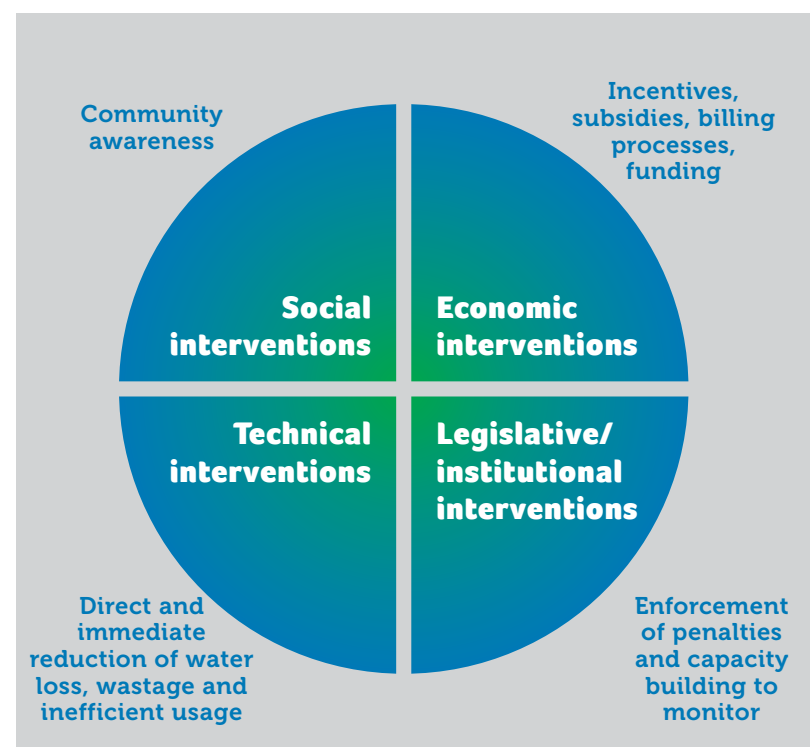 Community
awareness
Incentives,
subsidies, billing
processes,
funding
Social
interventions
Economic
interventions
Technical
interventions
Legislative/
institutional
interventions
Direct and
immediate
reduction of water
loss, wastage and
inefficient usage
Enforcement
of penalties
and capacity
building to
monitor